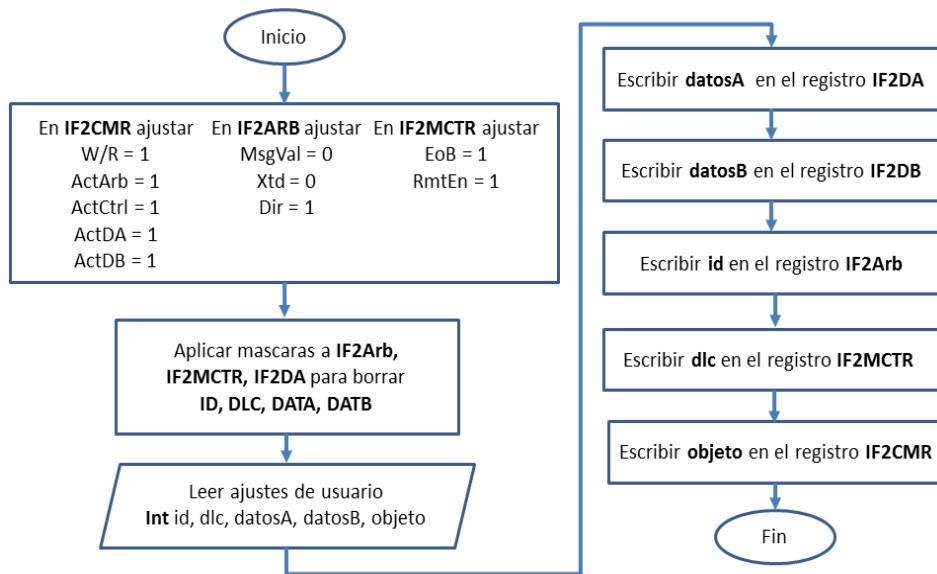 Inicio
En IF2CMR ajustar
W/R = 1
ActArb = 1
ActCtrl = 1
ActDA = 1
ActDB = 1
En IF2ARB ajustar
MsgVal = 0
Xtd = 0
Dir = 1
En IF2MCTR ajustar
EoB = 1
RmtEn = 1
Aplicar mascaras a IF2Arb,
IF2MCTR, IF2DA para borrar
ID, DLC, DATA, DATB
Leer ajustes de usuario
Int id, dlc, datosA, datosB, objeto
Escribir datosA en el registro IF2DA
Escribir datosB en el registro IF2DB
Escribir id en el registro IF2Arb
Escribir dlc en el registro IF2MCTR
Escribir objeto en el registro IF2CMR
Fin